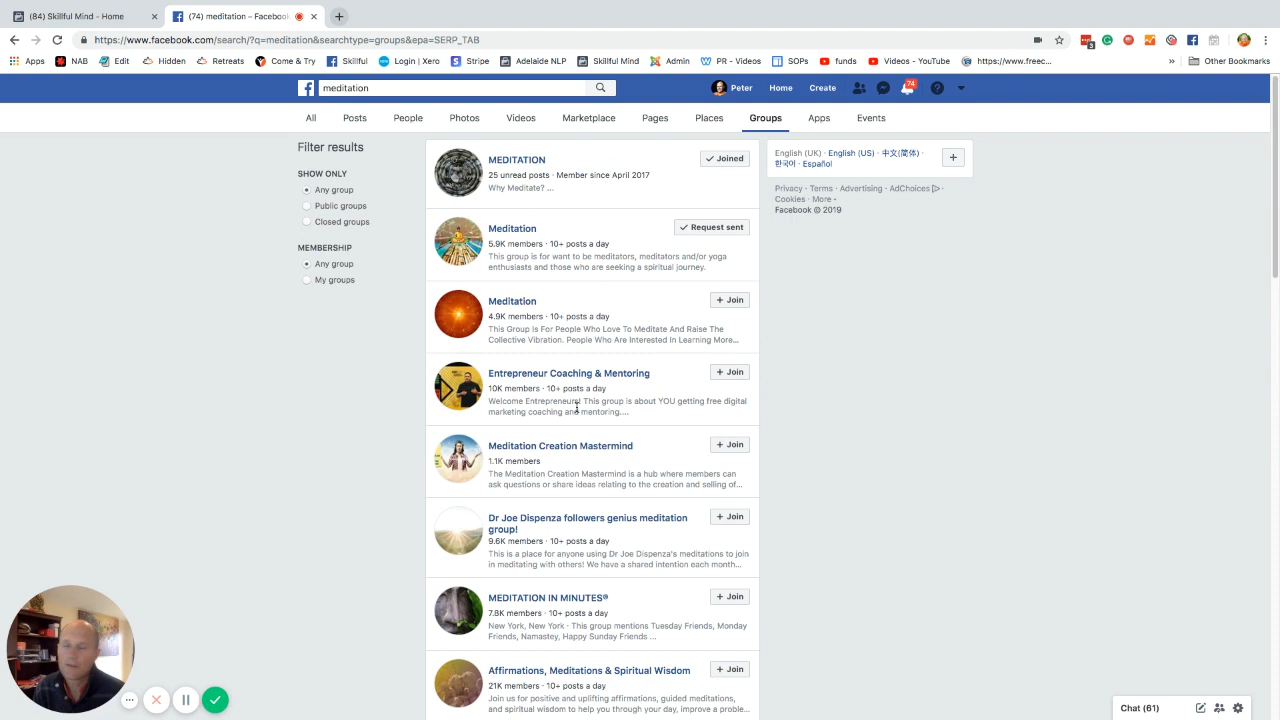 (84) Skillful Mind - Home
(74) meditation – Facebook
https://www.facebook.com/search/?q=meditation&searchtype=groups&epa=SERP_TAB
3
Apps NAB Edit Hidden Retreats Come & Try Skillful Login | Xero Stripe Adelaide NLP Skillful Mind Admin PR - Videos SOPs funds Videos - YouTube https://www.freec... » Other Bookmarks
meditation
Peter Home Create 74
All Posts People Photos Videos Marketplace Pages Places Groups Apps Events
Filter results
SHOW ONLY
Any group
Public groups
Closed groups
MEMBERSHIP
Any group
My groups
MEDITATION
Joined
25 unread posts · Member since April 2017
Why Meditate? ...
Meditation
Request sent
5.9K members · 10+ posts a day
This group is for want to be meditators, meditators and/or yoga
enthusiasts and those who are seeking a spiritual journey.
Meditation
+ Join
4.9K members · 10+ posts a day
This Group Is For People Who Love To Meditate And Raise The
Collective Vibration. People Who Are Interested In Learning More...
Entrepreneur Coaching & Mentoring
+ Join
10K members · 10+ posts a day
Welcome Entrepreneurs! This group is about YOU getting free digital
marketing coaching and mentoring....
Meditation Creation Mastermind
+ Join
1.1K members
The Meditation Creation Mastermind is a hub where members can
ask questions or share ideas relating to the creation and selling of...
Dr Joe Dispenza followers genius meditation
group!
+ Join
9.6K members · 10+ posts a day
This is a place for anyone using Dr Joe Dispenza's meditations to join
in meditating with others! We have a shared intention each month...
MEDITATION IN MINUTES®
+ Join
7.8K members · 10+ posts a day
New York, New York · This group mentions Tuesday Friends, Monday
Friends, Namastey, Happy Sunday Friends ...
Affirmations, Meditations & Spiritual Wisdom
+ Join
21K members · 10+ posts a day
Join us for positive and uplifting affirmations, guided meditations,
and spiritual wisdom to help you through your day, improve a proble...
English (UK) · English (US) · 中文(简体) ·
한국어 · Español
Privacy · Terms · Advertising · AdChoices ·
Cookies · More
Facebook © 2019
Chat (61)